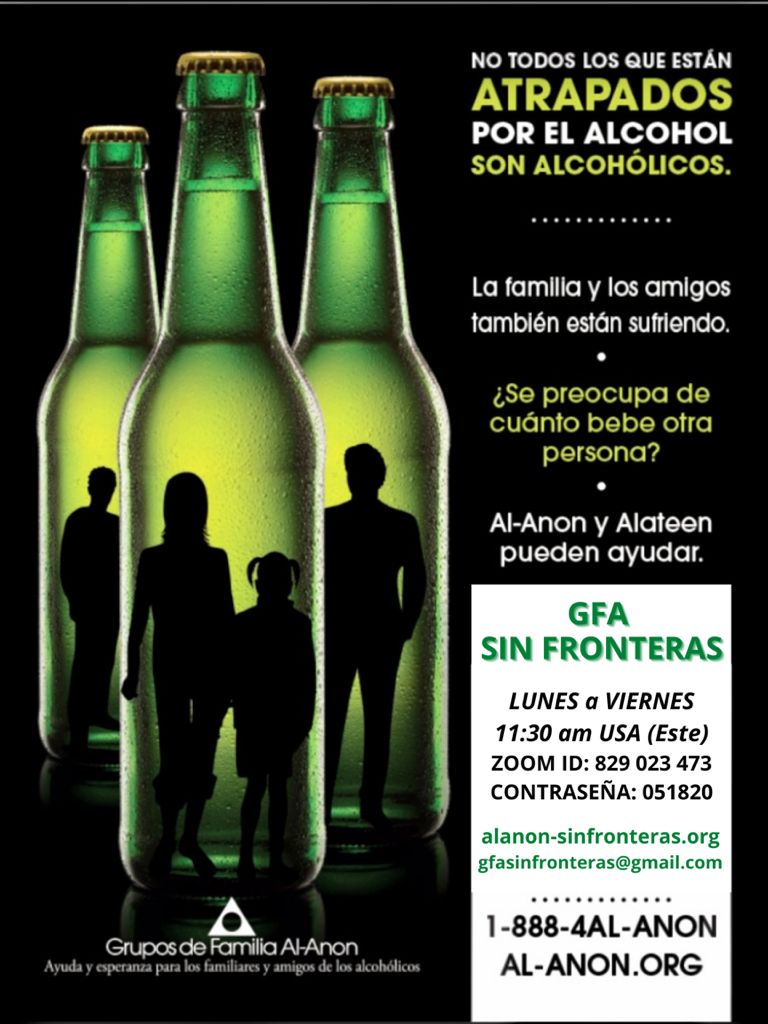 NO TODOS LOS QUE ESTÁN
ATRAPADOS
POR EL ALCOHOL
SON ALCOHÓLICOS.
La familia y los amigos
también están sufriendo.
¿Se preocupa de
cuánto bebe otra
persona?
Al-Anon y Alateen
pueden ayudar.
GFA
SIN FRONTERAS
LUNES a VIERNES
11:30 am USA (Este)
ZOOM ID: 829 023 473
CONTRASEÑA: 051820
alanon-sinfronteras.org
gfasinfronteras@gmail.com
1-888-4AL-ANON
AL-ANON.ORG
Grupos de Familia Al-Anon
Ayuda y esperanza para los familiares y amigos de los alcohólicos